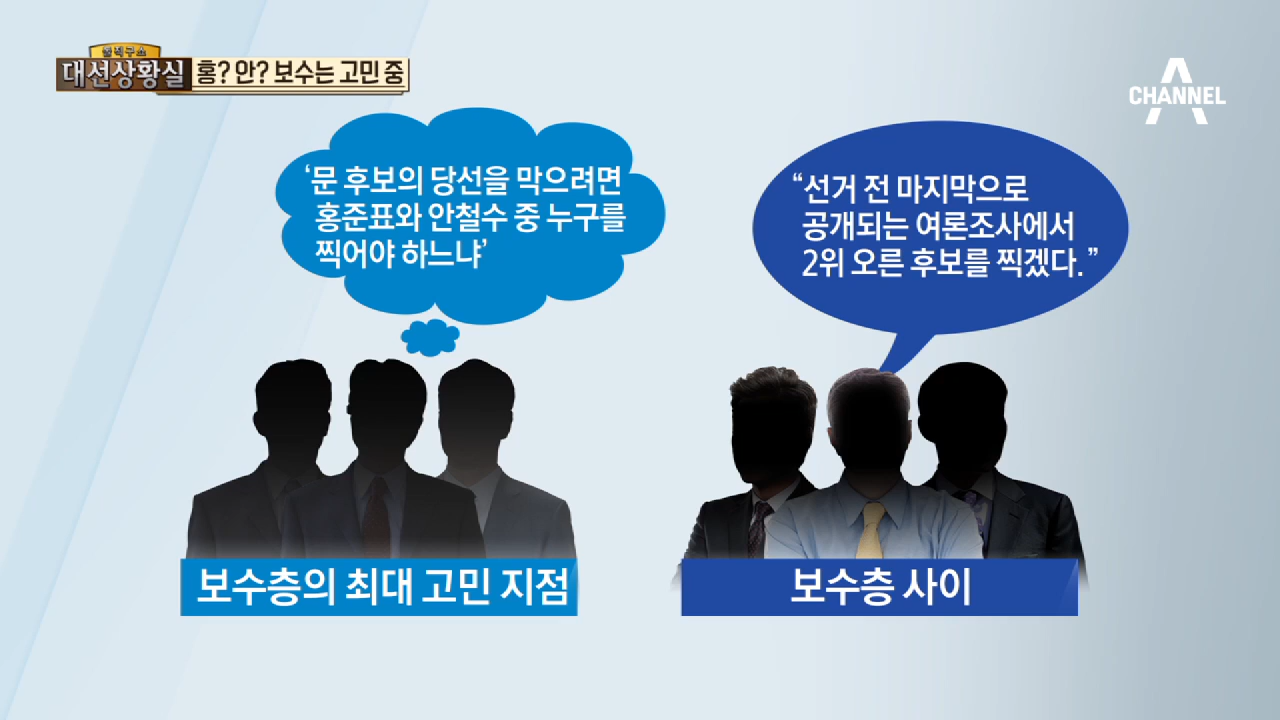 돌직구쇼
대선상황실
홍? 안? 보수는 고민 중
CHANNEL
‘문 후보의 당선을 막으려면
홍준표와 안철수 중 누구를
찍어야 하느냐’
“선거 전 마지막으로
공개되는 여론조사에서
2위 오른 후보를 찍겠다.”
보수층의 최대 고민 지점
보수층 사이